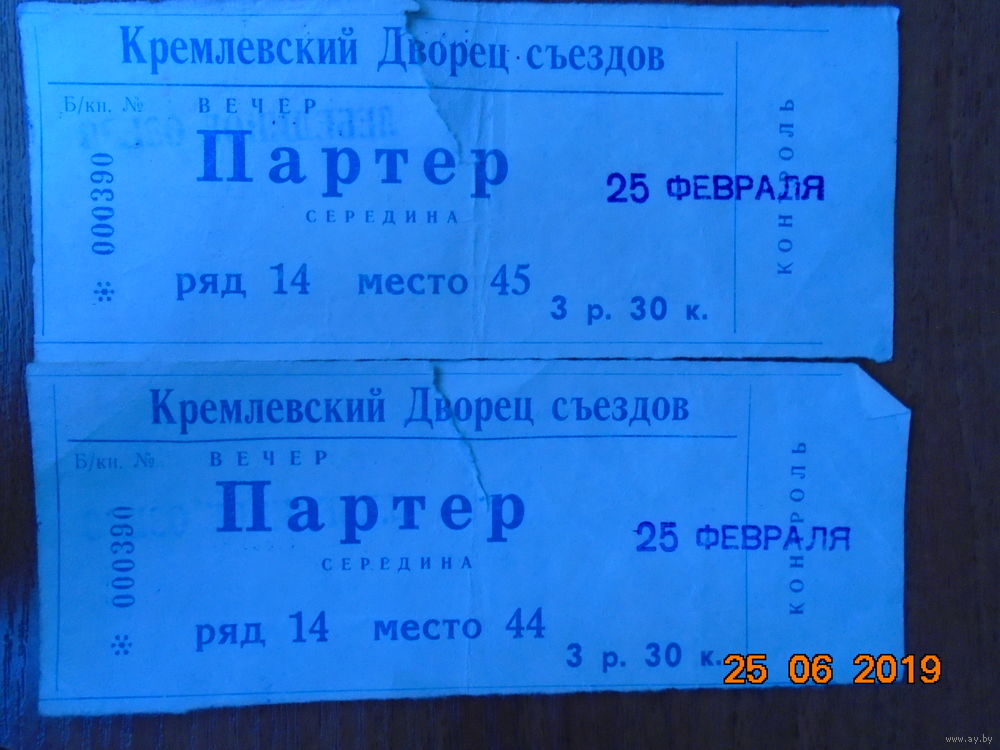 Кремлевский Дворец съездов
Б/кн. №
ВЕЧЕР
Партер
СЕРЕДИНА
ряд 14 место 45
3 р. 30 к.
000390
25 ФЕВРАЛЯ
КОНТРОЛЬ
Кремлевский Дворец съездов
Б/кн. №
ВЕЧЕР
Партер
СЕРЕДИНА
ряд 14 место 44
3 р. 30 к.
000390
25 ФЕВРАЛЯ
КОНТРОЛЬ
25 06 2019
www.ay.by